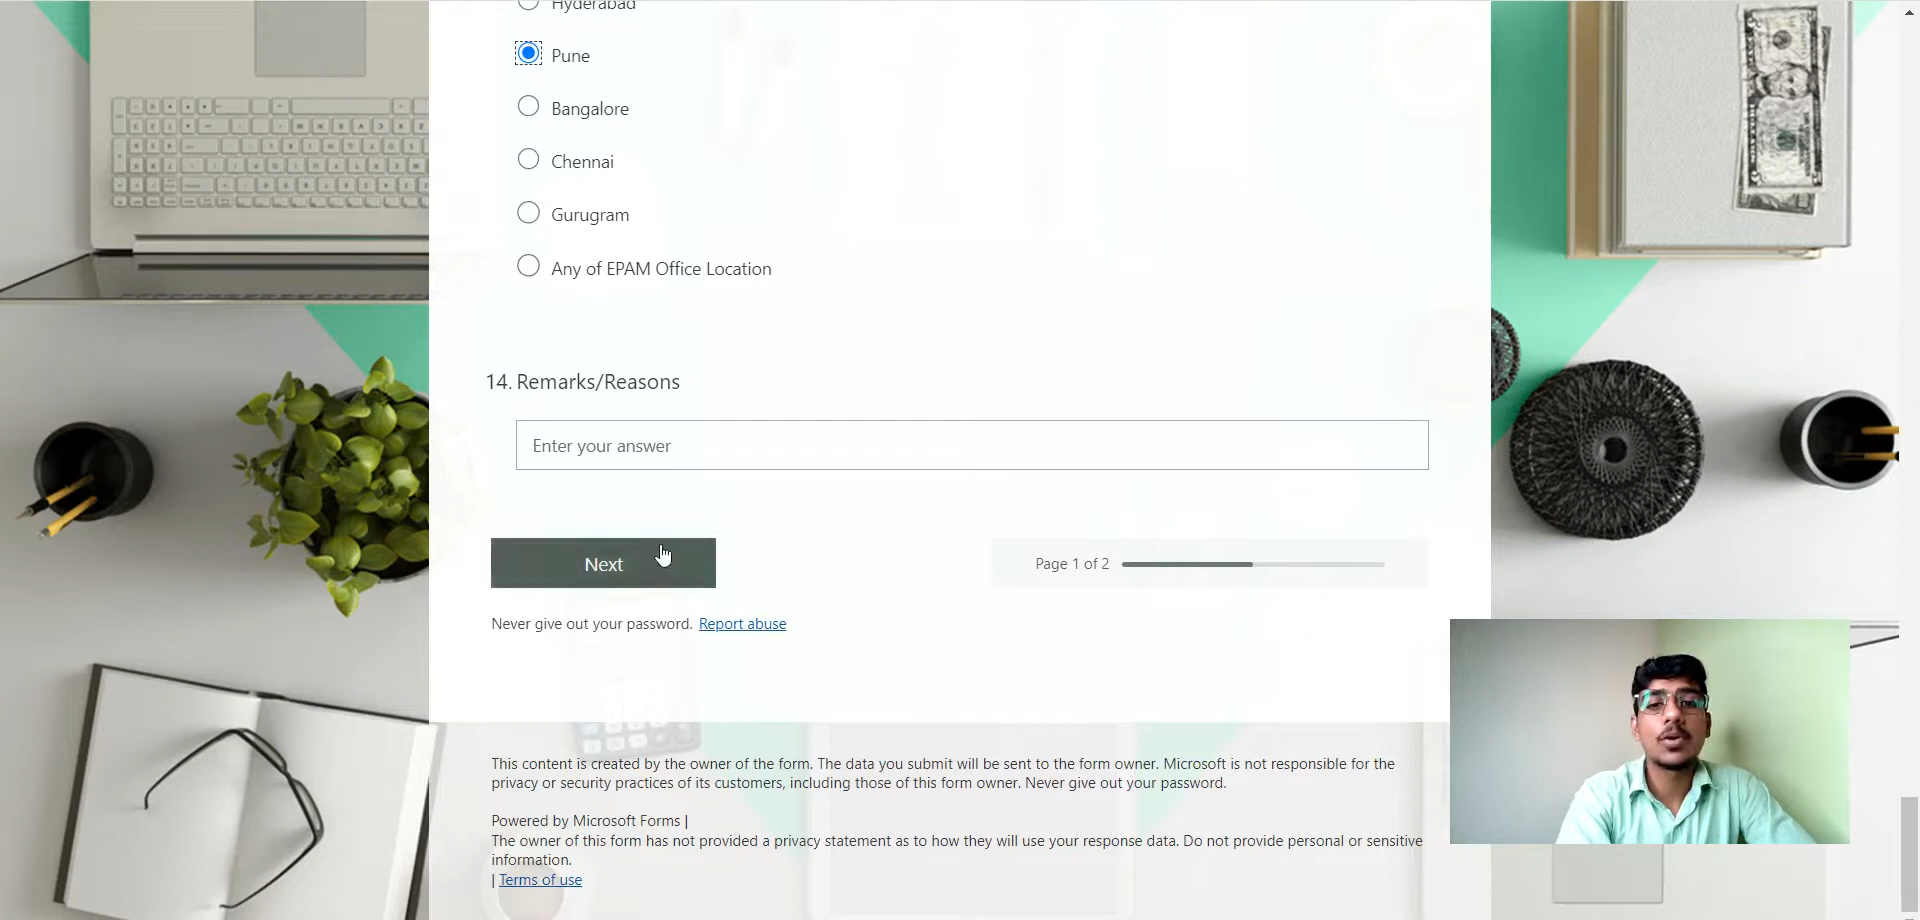 Hyderabad
Pune
Bangalore
Chennai
Gurugram
Any of EPAM Office Location
14. Remarks/Reasons
Enter your answer
Next
Page 1 of 2
Never give out your password. Report abuse
This content is created by the owner of the form. The data you submit will be sent to the form owner. Microsoft is not responsible for the
privacy or security practices of its customers, including those of this form owner. Never give out your password.
Powered by Microsoft Forms |
The owner of this form has not provided a privacy statement as to how they will use your response data. Do not provide personal or sensitive
information.
| Terms of use